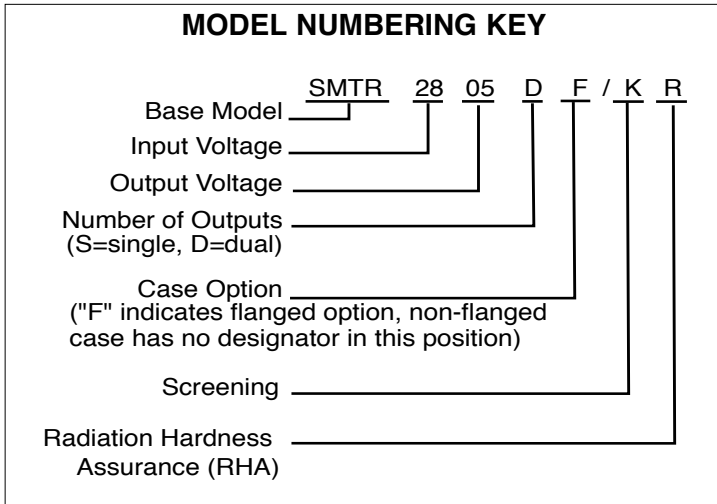 MODEL NUMBERING KEY
SMTR 28 05 D F / K R
Base Model
Input Voltage
Output Voltage
Number of Outputs
(S=single, D=dual)
Case Option
("F" indicates flanged option, non-flanged
case has no designator in this position)
Screening
Radiation Hardness
Assurance (RHA)